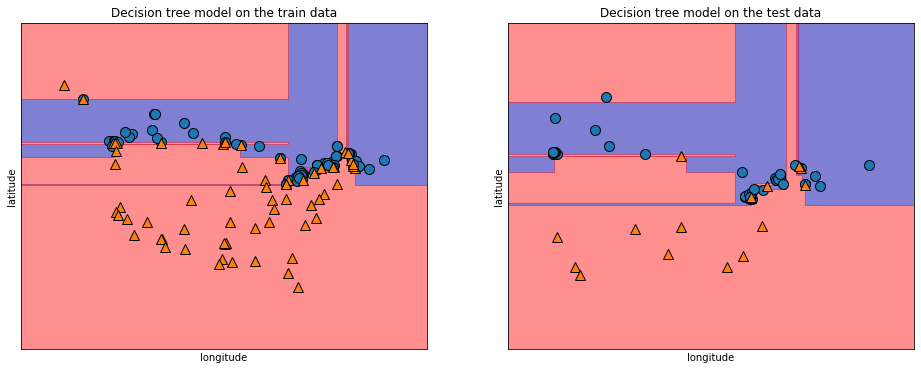 Decision tree model on the train data
Decision tree model on the test data
latitude
latitude
longitude
longitude